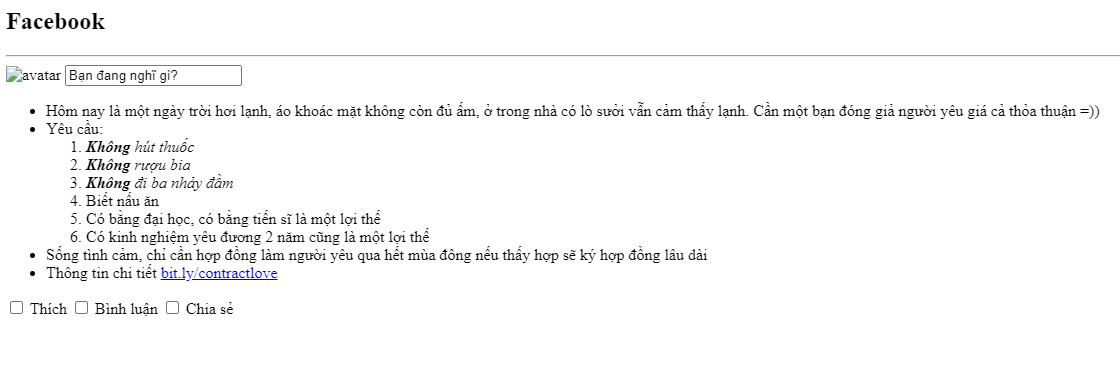 Facebook
avatar Bạn đang nghĩ gì?
Hôm nay là một ngày trời hơi lạnh, áo khoác mặt không còn đủ ấm, ở trong nhà có lò sưởi vẫn cảm thấy lạnh. Cần một bạn đóng giả người yêu giá cả thỏa thuận =))
Yêu cầu:
1. Không hút thuốc
2. Không rượu bia
3. Không đi ba nhảy đầm
4. Biết nấu ăn
5. Có bằng đại học, có bằng tiến sĩ là một lợi thế
6. Có kinh nghiệm yêu đương 2 năm cũng là một lợi thế
Sống tình cảm, chỉ cần hợp đồng làm người yêu qua hết mùa đông nếu thấy hợp sẽ ký hợp đồng lâu dài
Thông tin chi tiết bit.ly/contractlove
Thích Bình luận Chia sẻ